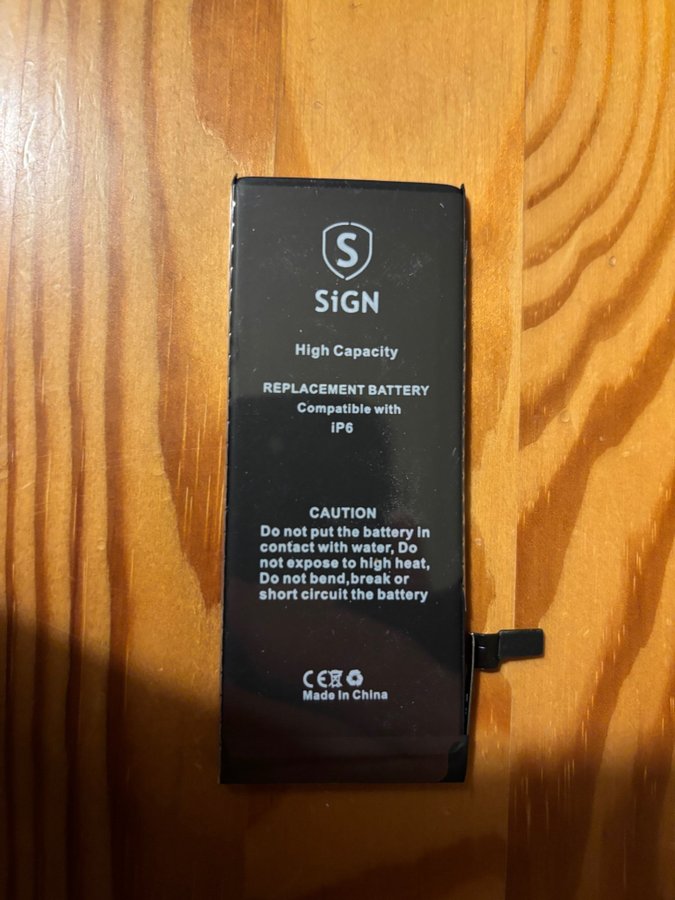 S
SiGN
High Capacity
REPLACEMENT BATTERY
Compatible with
iP6
CAUTION
Do not put the battery in
contact with water, Do
not expose to high heat,
Do not bend,break or
short circuit the battery
CE
Made In China